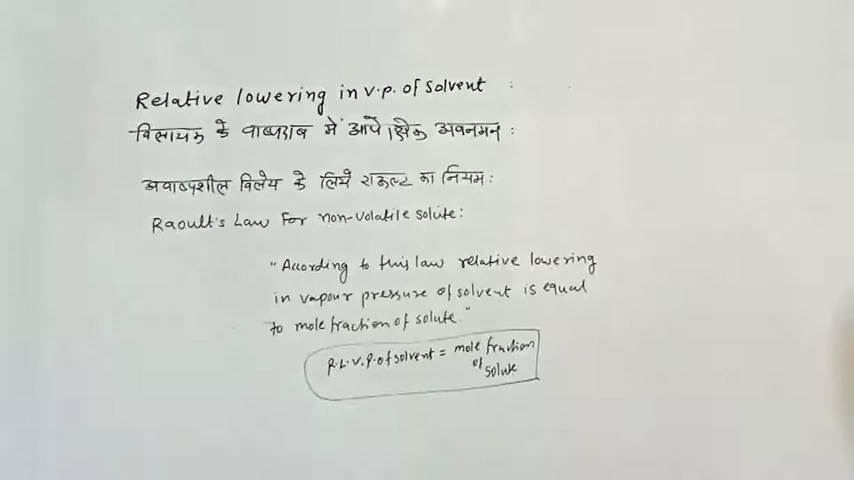 Relative lowering in v.p. of solvent :
विलायक के वाष्पदाब में आपेक्षिक अवनमन :
अवाष्पशील विलेय के लिये राऊल्ट का नियम :
Raoult's Law For non-volatile solute :
"According to this law relative lowering
in vapour pressure of solvent is equal
to mole fraction of solute."
R.L.V.P. of solvent = mole fraction
of
solute